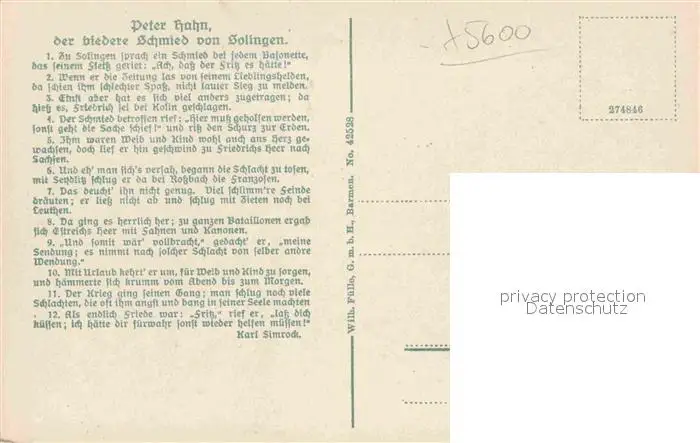 Peter Hahn,
der biedere Schmied von Solingen.
1. Zu Solingen sprach ein Schmied bei jedem Bajonette,
das seinem Fleiß geriet: „Ach, daß der Fritz es hätte!"
2. Wenn er die Zeitung las von seinem Lieblingshelden,
da schien ihm schlechter Spaß, nicht lauter Sieg zu melden.
3. Einst aber hat es sich viel anders zugetragen; da
hieß es, Friedrich sei bei Kolin geschlagen.
4. Der Schmied betroffen rief: „Hier muß geholfen werden,
sonst geht die Sache schief!" und riß den Schurz zur Erden.
5. Ihm waren Weib und Kind wohl auch ans Herz ge-
wachsen, doch lief er hin geschwind zu Friedrichs Heer nach
Sachsen.
6. Und eh' man sich's versah, begann die Schlacht zu tosen,
mit Seydlitz schlug er da bei Roßbach die Franzosen.
7. Das deucht' ihn nicht genug. Viel schlimm're Feinde
dräuten; er ließ nicht ab und schlug mit Zieten noch bei
Leuthen.
8. Da ging es herrlich her; zu ganzen Bataillonen ergab
sich Östreichs Heer mit Fahnen und Kanonen.
9. „Und somit wär' vollbracht," gedacht' er, „meine
Sendung; es nimmt nach solcher Schlacht von selber andre
Wendung."
10. Mit Urlaub kehrt' er um, für Weib und Kind zu sorgen,
und hämmerte sich krumm vom Abend bis zum Morgen.
11. Der Krieg ging seinen Gang; man schlug noch viele
Schlachten, die oft ihm angst und bang in seiner Seele machten.
12. Als endlich Friede war: „Fritz," rief er, „laß dich
küssen; ich hätte dir fürwahr sonst wieder helfen müssen!"
Karl Simrock.
Wilh. Fülle, G. m. b. H., Barmen. No. 42528
A5600
274846
privacy protection
Oldthing